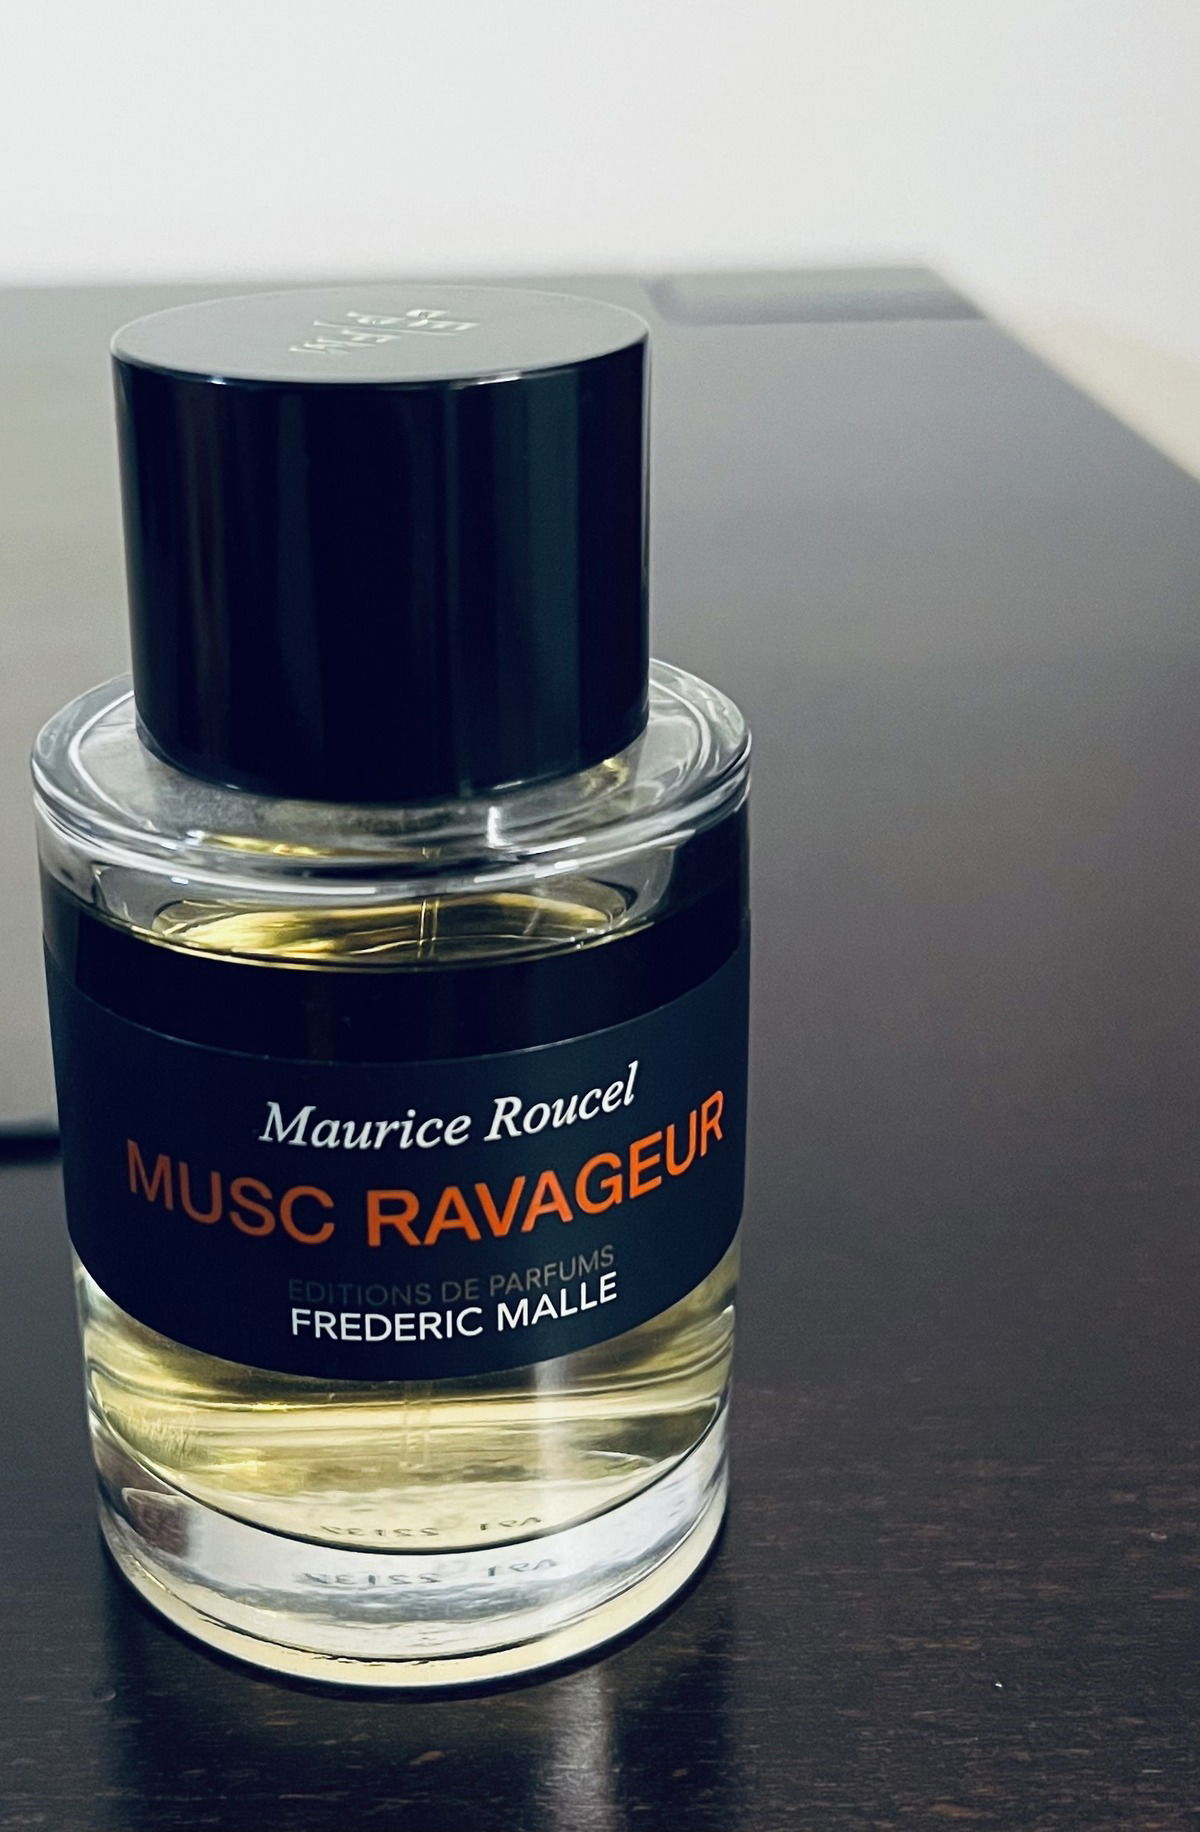 Maurice Roucel
MUSC RAVAGEUR
EDITIONS DE PARFUMS
FREDERIC MALLE